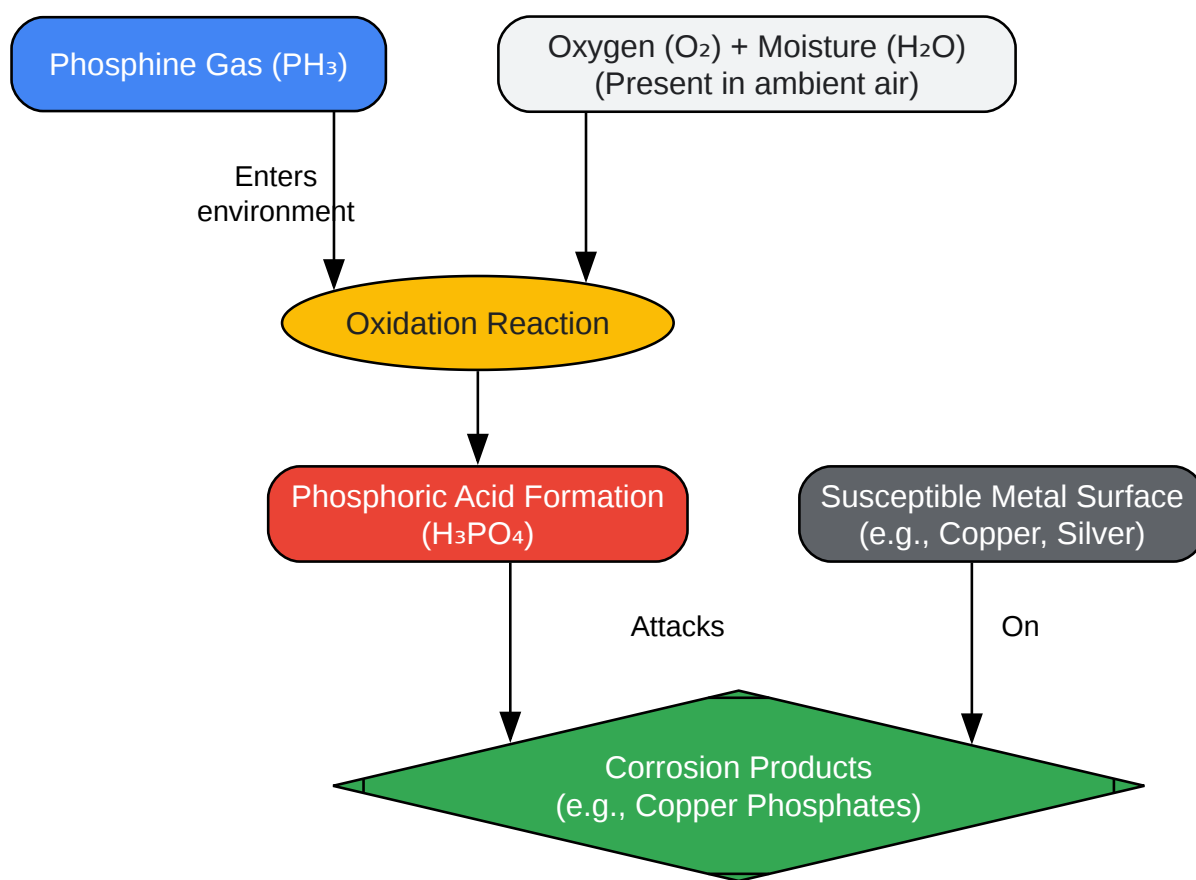 Phosphine Gas (PH₃)
Oxygen (O₂) + Moisture (H₂O)
(Present in ambient air)
Enters
environment
Oxidation Reaction
Phosphoric Acid Formation
(H₃PO₄)
Susceptible Metal Surface
(e.g., Copper, Silver)
Attacks
On
Corrosion Products
(e.g., Copper Phosphates)